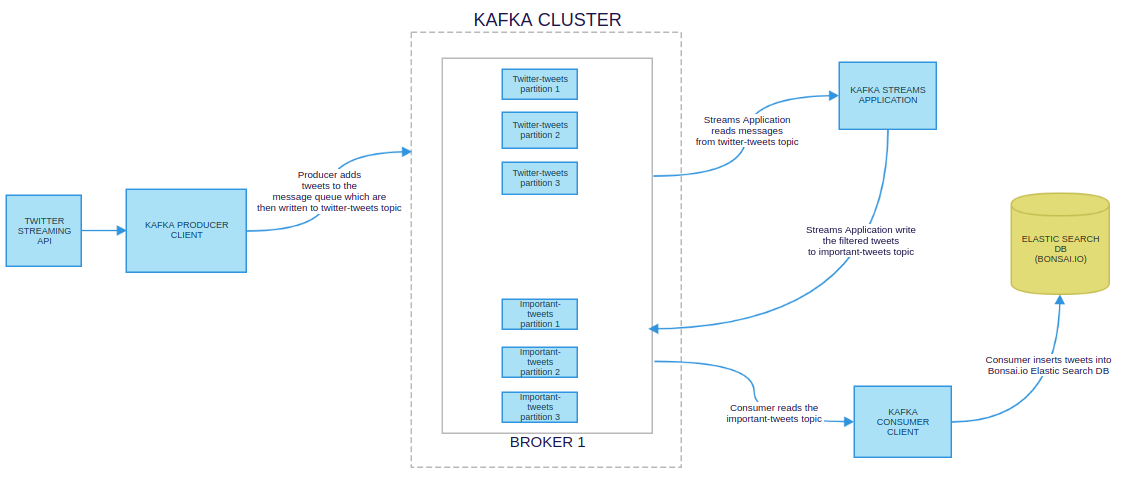 KAFKA CLUSTER
TWITTER
STREAMING
API
KAFKA PRODUCER
CLIENT
Producer adds
tweets to the
message queue which are
then written to twitter-tweets topic
Twitter-tweets
partition 1
Twitter-tweets
partition 2
Twitter-tweets
partition 3
Important-
tweets
partition 1
Important-
tweets
partition 2
Important-
tweets
partition 3
BROKER 1
Streams Application
reads messages
from twitter-tweets topic
KAFKA STREAMS
APPLICATION
Streams Application write
the filtered tweets
to important-tweets topic
Consumer reads the
important-tweets topic
KAFKA
CONSUMER
CLIENT
Consumer inserts tweets into
Bonsai.io Elastic Search DB
ELASTIC SEARCH
DB
(BONSAI.IO)